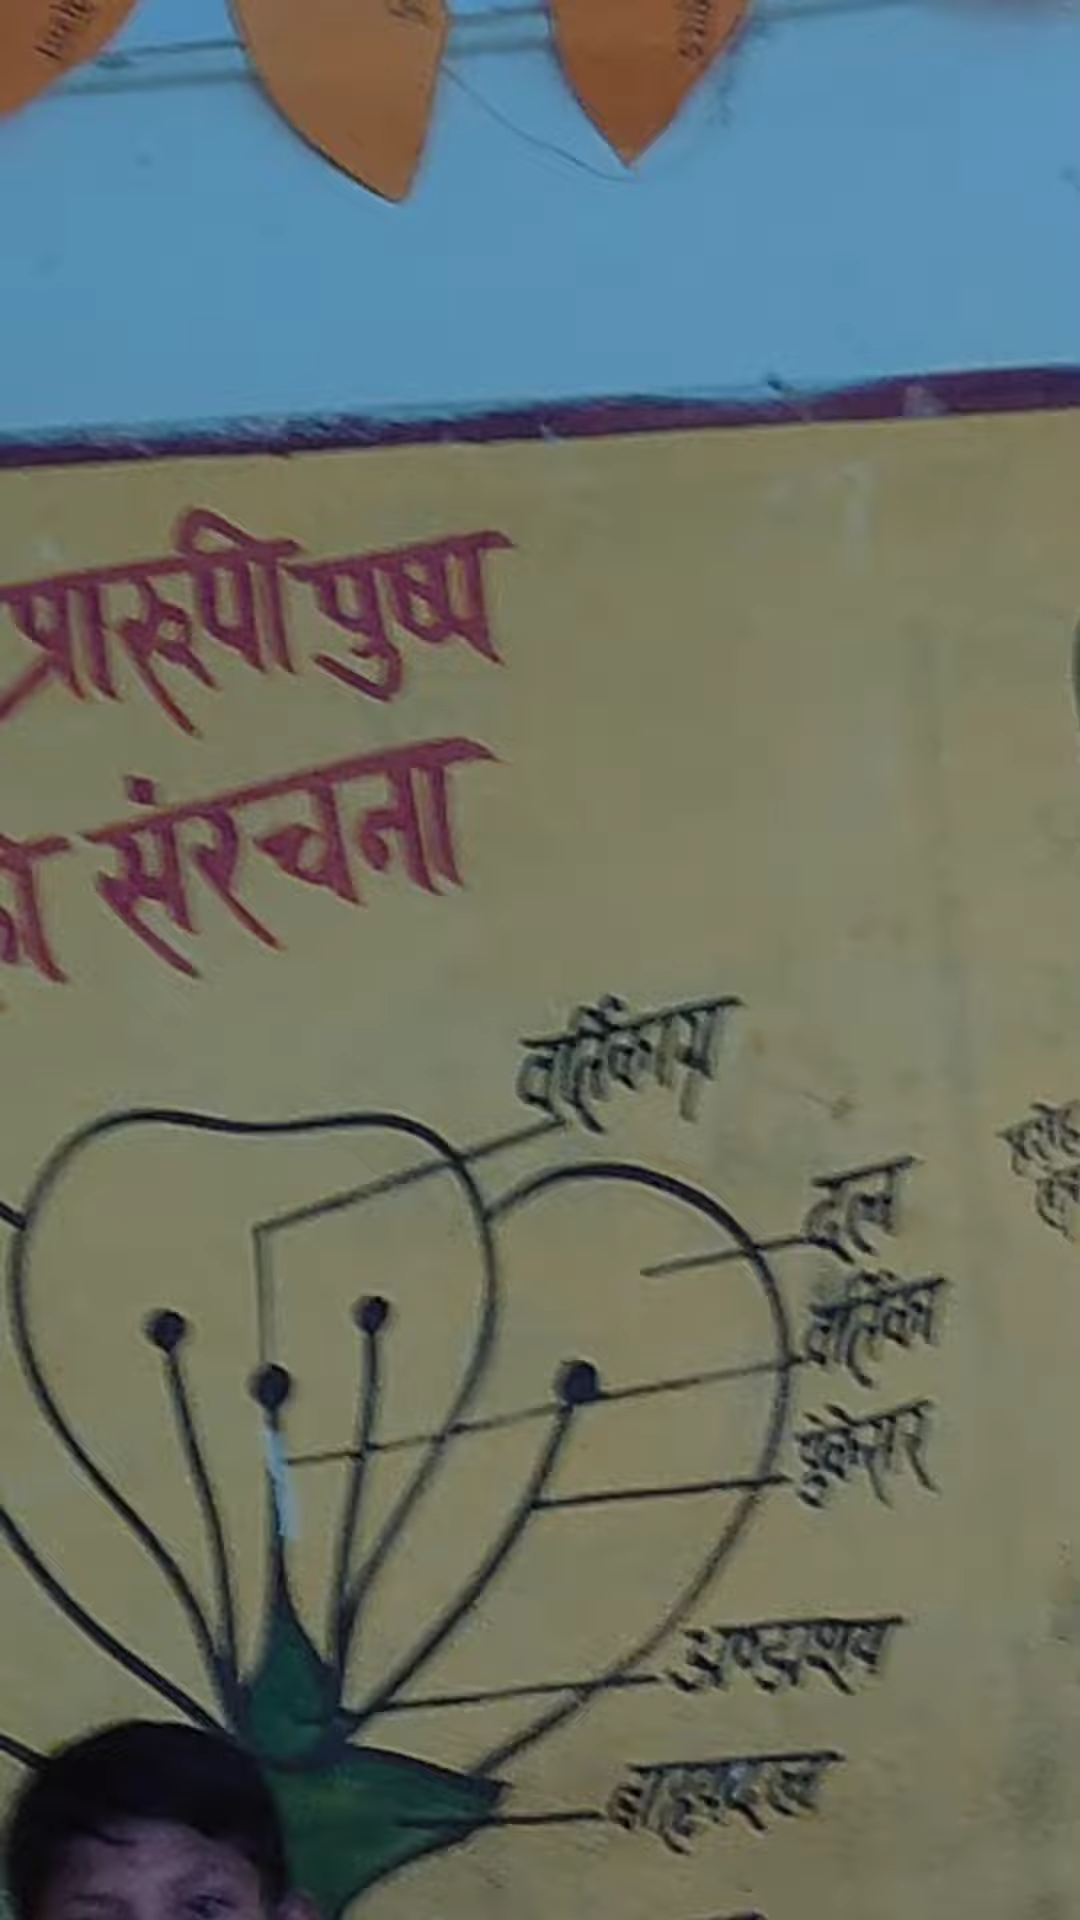 प्रारूपी पुष्प
की संरचना
वर्तिकाग्र
दल
वर्तिका
पुंकेसर
अण्डाशय
बाह्यदल